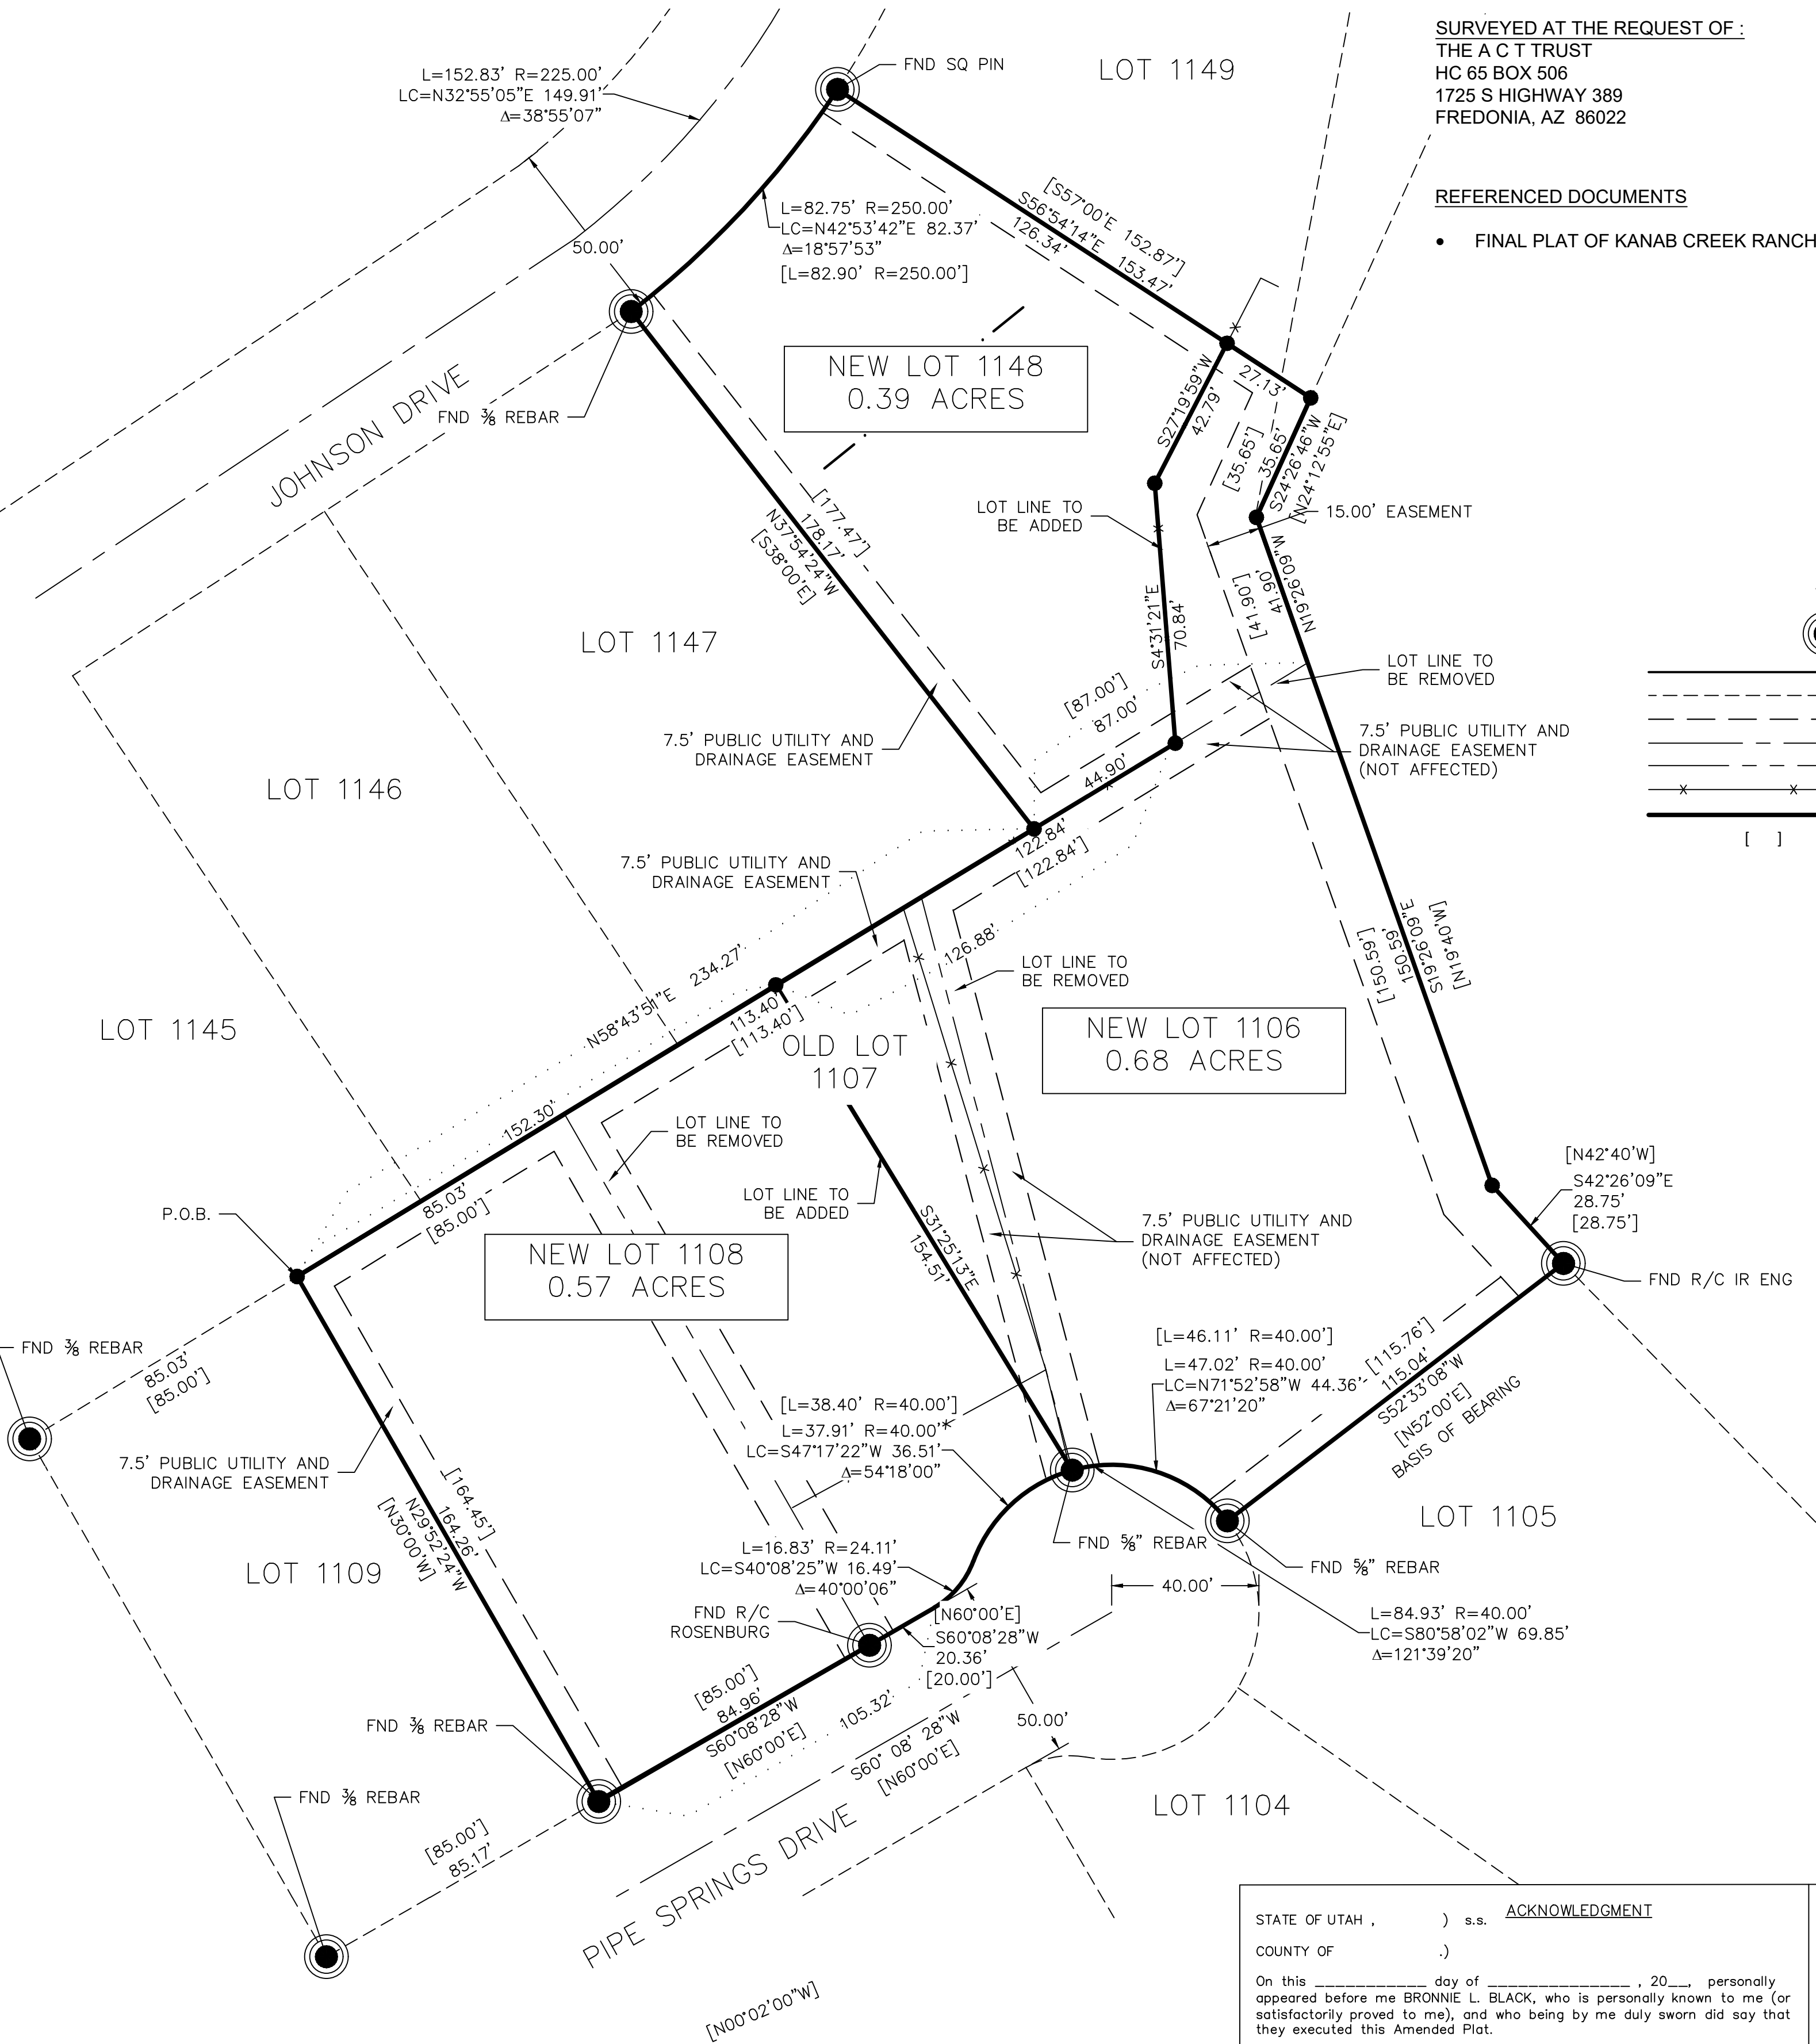 SURVEYED AT THE REQUEST OF :
THE A C T TRUST
HC 65 BOX 506
1725 S HIGHWAY 389
FREDONIA, AZ  86022
REFERENCED DOCUMENTS
• FINAL PLAT OF KANAB CREEK RANCH
L=152.83' R=225.00'
LC=N32°55'05"E 149.91'
Δ=38°55'07"
FND SQ PIN
LOT 1149
[S57°00'E 152.87']
S56°54'14"E 153.47'
126.34'
L=82.75' R=250.00'
LC=N42°53'42"E 82.37'
Δ=18°57'53"
[L=82.90' R=250.00']
50.00'
NEW LOT 1148
0.39 ACRES
JOHNSON DRIVE
FND ⅜ REBAR
27.13'
S27°19'59"W
42.79'
[35.65']
35.65'
S24°26'46"W
[N24°12'55"E]
LOT LINE TO
BE ADDED
15.00' EASEMENT
[177.47']
178.17'
N37°54'24"W
[S38°00'E]
N19°26'09"W
41.90'
[41.90']
S4°31'21"E
70.84'
LOT 1147
LOT LINE TO
BE REMOVED
[87.00']
87.00'
7.5' PUBLIC UTILITY AND
DRAINAGE EASEMENT
7.5' PUBLIC UTILITY AND
DRAINAGE EASEMENT
(NOT AFFECTED)
LOT 1146
44.90'
X
X
[ ]
122.84'
[122.84']
7.5' PUBLIC UTILITY AND
DRAINAGE EASEMENT
126.88'
LOT LINE TO
BE REMOVED
S19°26'09"E
150.59'
[150.59']
[N19°40'W]
N58°43'51"E 234.27'
LOT 1145
113.40'
[113.40']
OLD LOT
1107
NEW LOT 1106
0.68 ACRES
152.30'
LOT LINE TO
BE REMOVED
[N42°40'W]
S42°26'09"E
28.75'
[28.75']
LOT LINE TO
BE ADDED
85.03'
[85.00']
P.O.B.
S31°25'13"E
154.51'
7.5' PUBLIC UTILITY AND
DRAINAGE EASEMENT
(NOT AFFECTED)
NEW LOT 1108
0.57 ACRES
FND R/C IR ENG
FND ⅜ REBAR
85.03'
[85.00']
[L=46.11' R=40.00']
L=47.02' R=40.00'
LC=N71°52'58"W 44.36'
Δ=67°21'20"
[115.76']
115.04'
S52°33'08"W
[N52°00'E]
BASIS OF BEARING
[L=38.40' R=40.00']
L=37.91' R=40.00'
LC=S47°17'22"W 36.51'
Δ=54°18'00"
7.5' PUBLIC UTILITY AND
DRAINAGE EASEMENT
[164.45']
164.26'
N29°52'24"W
[N30°00'W]
LOT 1105
FND ⅝" REBAR
FND ⅝" REBAR
L=16.83' R=24.11'
LC=S40°08'25"W 16.49'
Δ=40°00'06"
LOT 1109
40.00'
FND R/C
ROSENBURG
[N60°00'E]
S60°08'28"W
20.36'
[20.00']
L=84.93' R=40.00'
LC=S80°58'02"W 69.85'
Δ=121°39'20"
[85.00']
84.96'
S60°08'28"W
[N60°00'E]
105.32'
FND ⅜ REBAR
50.00'
S60° 08' 28"W
[N60°00'E]
FND ⅜ REBAR
LOT 1104
[85.00']
85.17'
PIPE SPRINGS DRIVE
[N00°02'00"W]
ACKNOWLEDGMENT
STATE OF UTAH , ) s.s.
COUNTY OF .)
On this ___________ day of ______________ , 20__, personally
appeared before me BRONNIE L. BLACK, who is personally known to me (or
satisfactorily proved to me), and who being by me duly sworn did say that
they executed this Amended Plat.